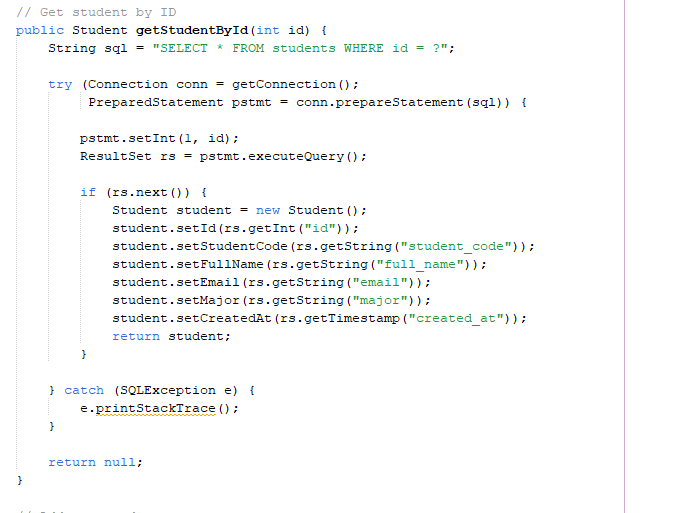 // Get student by ID
public Student getStudentById(int id) {
    String sql = "SELECT * FROM students WHERE id = ?";

    try (Connection conn = getConnection();
         PreparedStatement pstmt = conn.prepareStatement(sql)) {

        pstmt.setInt(1, id);
        ResultSet rs = pstmt.executeQuery();

        if (rs.next()) {
            Student student = new Student();
            student.setId(rs.getInt("id"));
            student.setStudentCode(rs.getString("student_code"));
            student.setFullName(rs.getString("full_name"));
            student.setEmail(rs.getString("email"));
            student.setMajor(rs.getString("major"));
            student.setCreatedAt(rs.getTimestamp("created_at"));
            return student;
        }

    } catch (SQLException e) {
        e.printStackTrace();
    }

    return null;
}